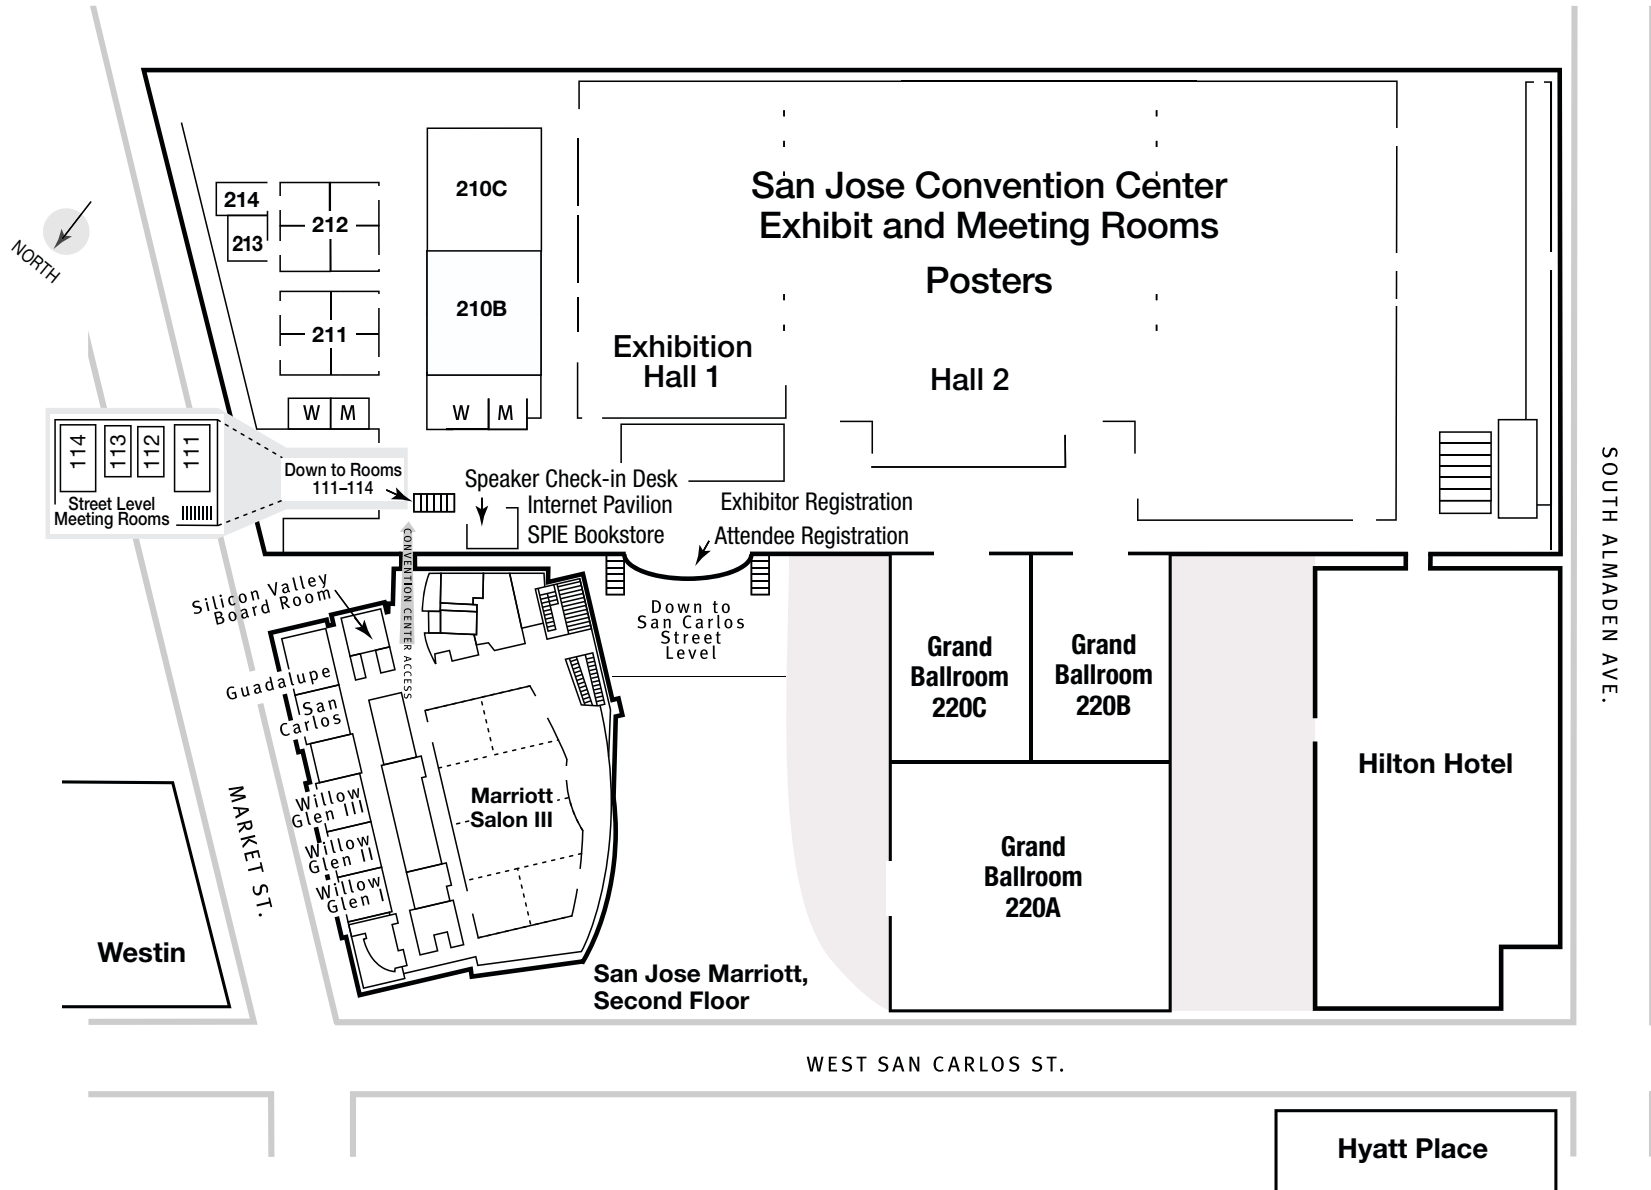 San Jose Convention Center
Exhibit and Meeting Rooms
Posters
210C
214
212
213
NORTH
210B
211
Exhibition
Hall 1
Hall 2
W M
W M
114
113
112
111
Street Level
Meeting Rooms
Down to Rooms
111–114
Speaker Check-in Desk
Internet Pavilion
SPIE Bookstore
Exhibitor Registration
Attendee Registration
SOUTH ALMADEN AVE.
CONVENTION CENTER ACCESS
Silicon Valley
Board Room
Down to
San Carlos
Street
Level
Grand
Ballroom
220C
Grand
Ballroom
220B
Guadalupe
San
Carlos
Willow
Glen III
Willow
Glen II
Willow
Glen I
Marriott
Salon III
MARKET ST.
Hilton Hotel
Grand
Ballroom
220A
Westin
San Jose Marriott,
Second Floor
WEST SAN CARLOS ST.
Hyatt Place